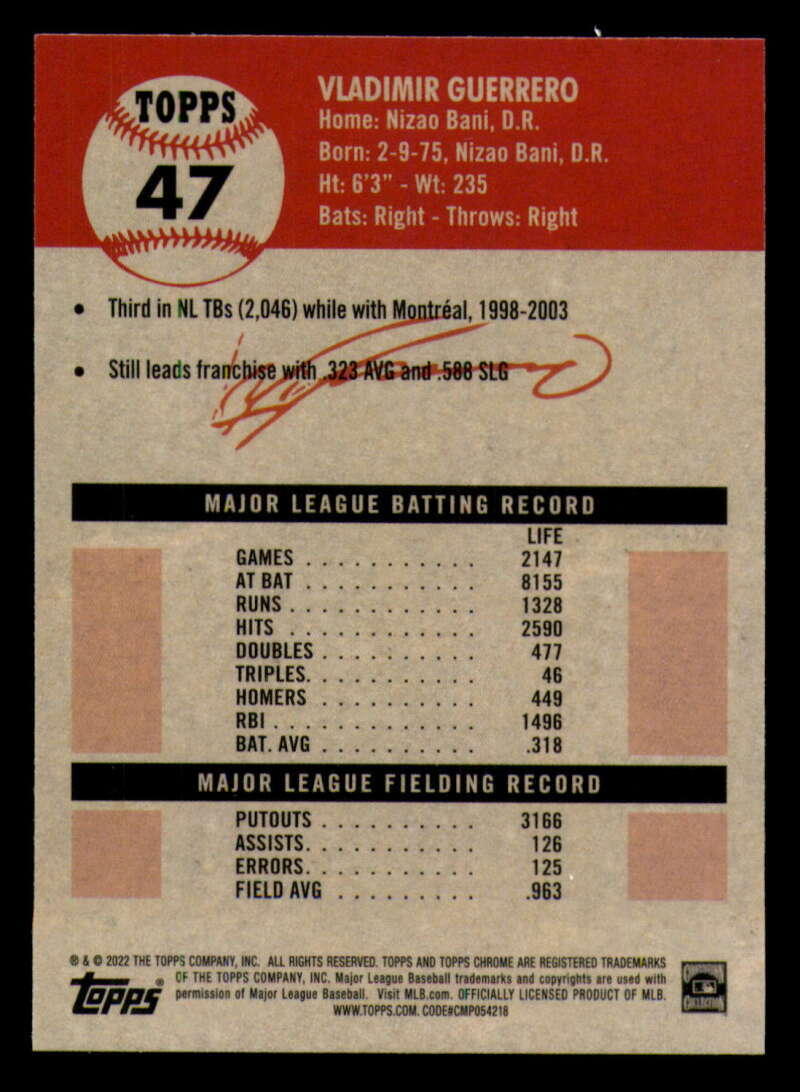 TOPPS
47
VLADIMIR GUERRERO
Home: Nizao Bani, D.R.
Born: 2-9-75, Nizao Bani, D.R.
Ht: 6'3" - Wt: 235
Bats: Right - Throws: Right
• Third in NL TBs (2,046) while with Montréal, 1998-2003
• Still leads franchise with .323 AVG and .588 SLG
MAJOR LEAGUE BATTING RECORD
LIFE
GAMES . . . . . . . . . . . 2147
AT BAT . . . . . . . . . . . 8155
RUNS . . . . . . . . . . . . 1328
HITS . . . . . . . . . . . . 2590
DOUBLES . . . . . . . . . . 477
TRIPLES. . . . . . . . . . . 46
HOMERS . . . . . . . . . . 449
RBI . . . . . . . . . . . . . 1496
BAT. AVG . . . . . . . . . . .318
MAJOR LEAGUE FIELDING RECORD
PUTOUTS . . . . . . . . . . 3166
ASSISTS. . . . . . . . . . . 126
ERRORS. . . . . . . . . . . 125
FIELD AVG . . . . . . . . . .963
® & © 2022 THE TOPPS COMPANY, INC. ALL RIGHTS RESERVED. TOPPS AND TOPPS CHROME ARE REGISTERED TRADEMARKS
OF THE TOPPS COMPANY, INC. Major League Baseball trademarks and copyrights are used with
permission of Major League Baseball. Visit MLB.com. OFFICIALLY LICENSED PRODUCT OF MLB.
WWW.TOPPS.COM. CODE#CMP054218
topps®
COOPERSTOWN
COLLECTION